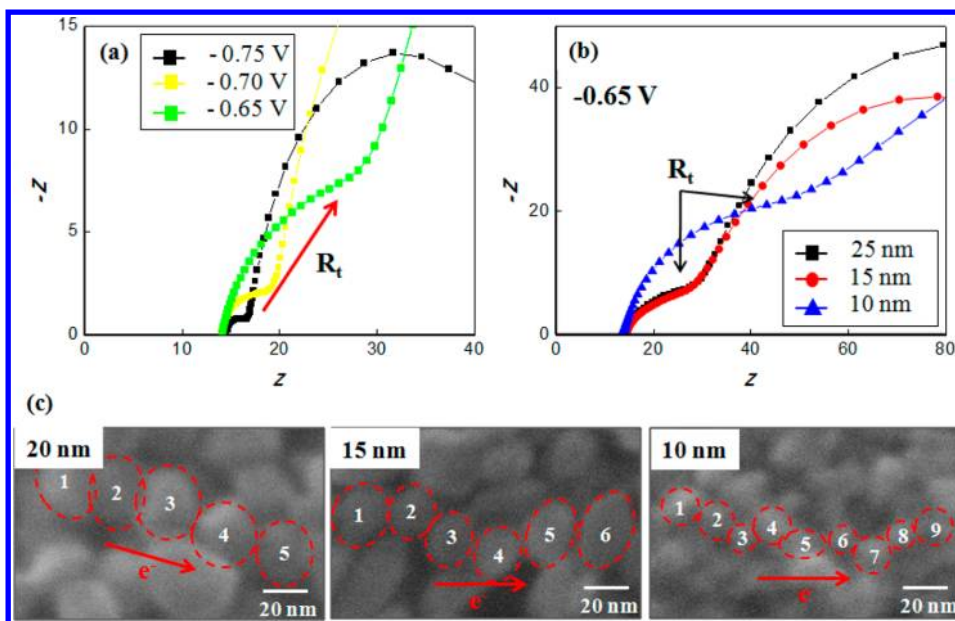 (a)
- 0.75 V
- 0.70 V
- 0.65 V
Rt
15
10
5
0
-Z
0 10 20 30 40
Z
(b)
-0.65 V
Rt
25 nm
15 nm
10 nm
40
20
0
-Z
0 20 40 60 80
Z
(c)
20 nm
1 2 3 4 5
e-
20 nm
15 nm
1 2 3 4 5 6
e-
20 nm
10 nm
1 2 3 4 5 6 7 8 9
e-
20 nm